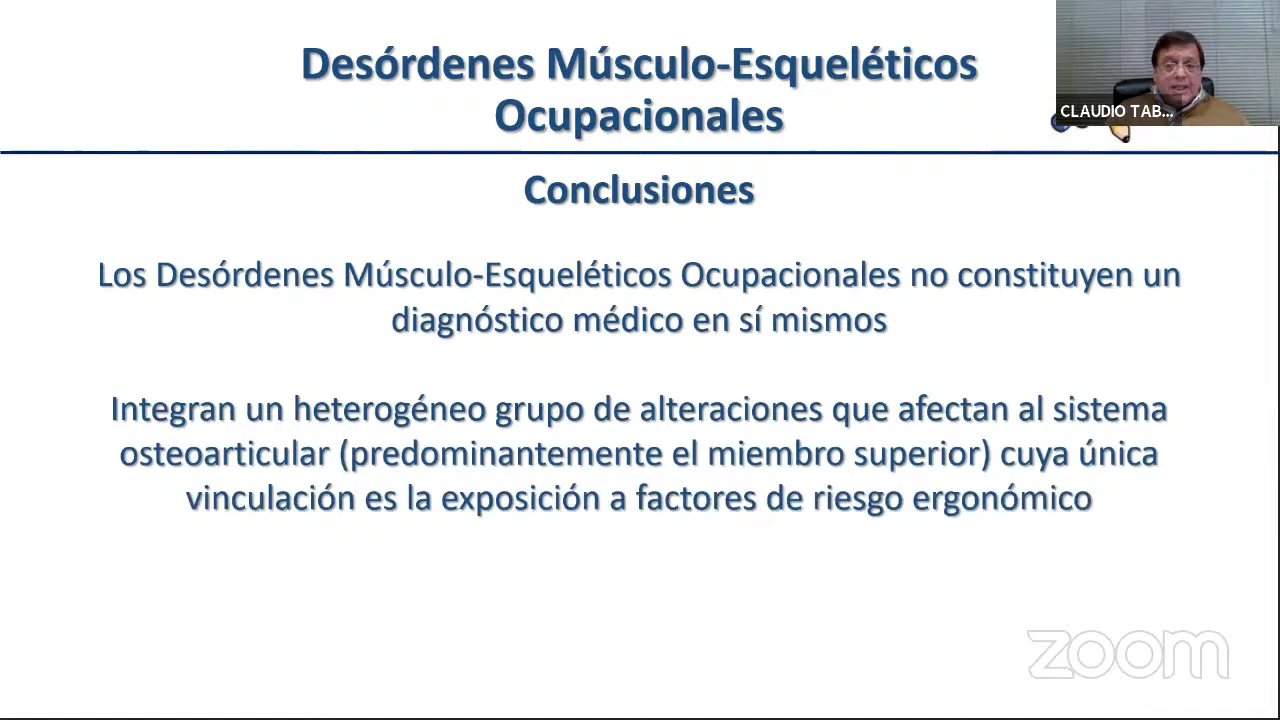 Desórdenes Músculo-Esqueléticos
Ocupacionales
CLAUDIO TAB...
Conclusiones
Los Desórdenes Músculo-Esqueléticos Ocupacionales no constituyen un
diagnóstico médico en sí mismos
Integran un heterogéneo grupo de alteraciones que afectan al sistema
osteoarticular (predominantemente el miembro superior) cuya única
vinculación es la exposición a factores de riesgo ergonómico
zoom